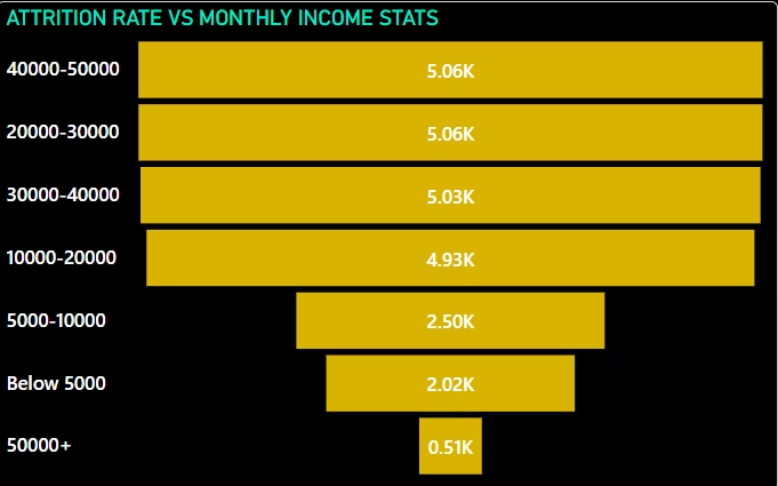 ATTRITION RATE VS MONTHLY INCOME STATS
40000-50000 5.06K
20000-30000 5.06K
30000-40000 5.03K
10000-20000 4.93K
5000-10000 2.50K
Below 5000 2.02K
50000+ 0.51K